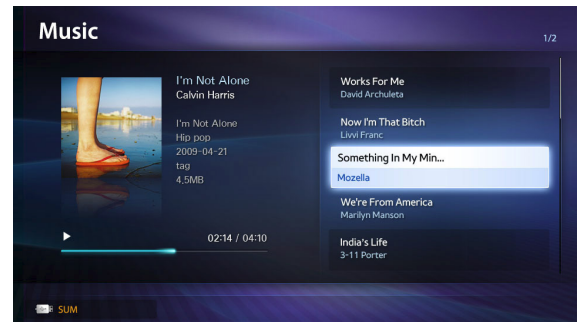 Music
1/2
I'm Not Alone
Calvin Harris
I'm Not Alone
Hip pop
2009-04-21
tag
4,5MB
02:14 / 04:10
Works For Me
David Archuleta
Now I'm That Bitch
Livvi Franc
Something In My Min...
Mozella
We're From America
Marilyn Manson
India's Life
3-11 Porter
SUM